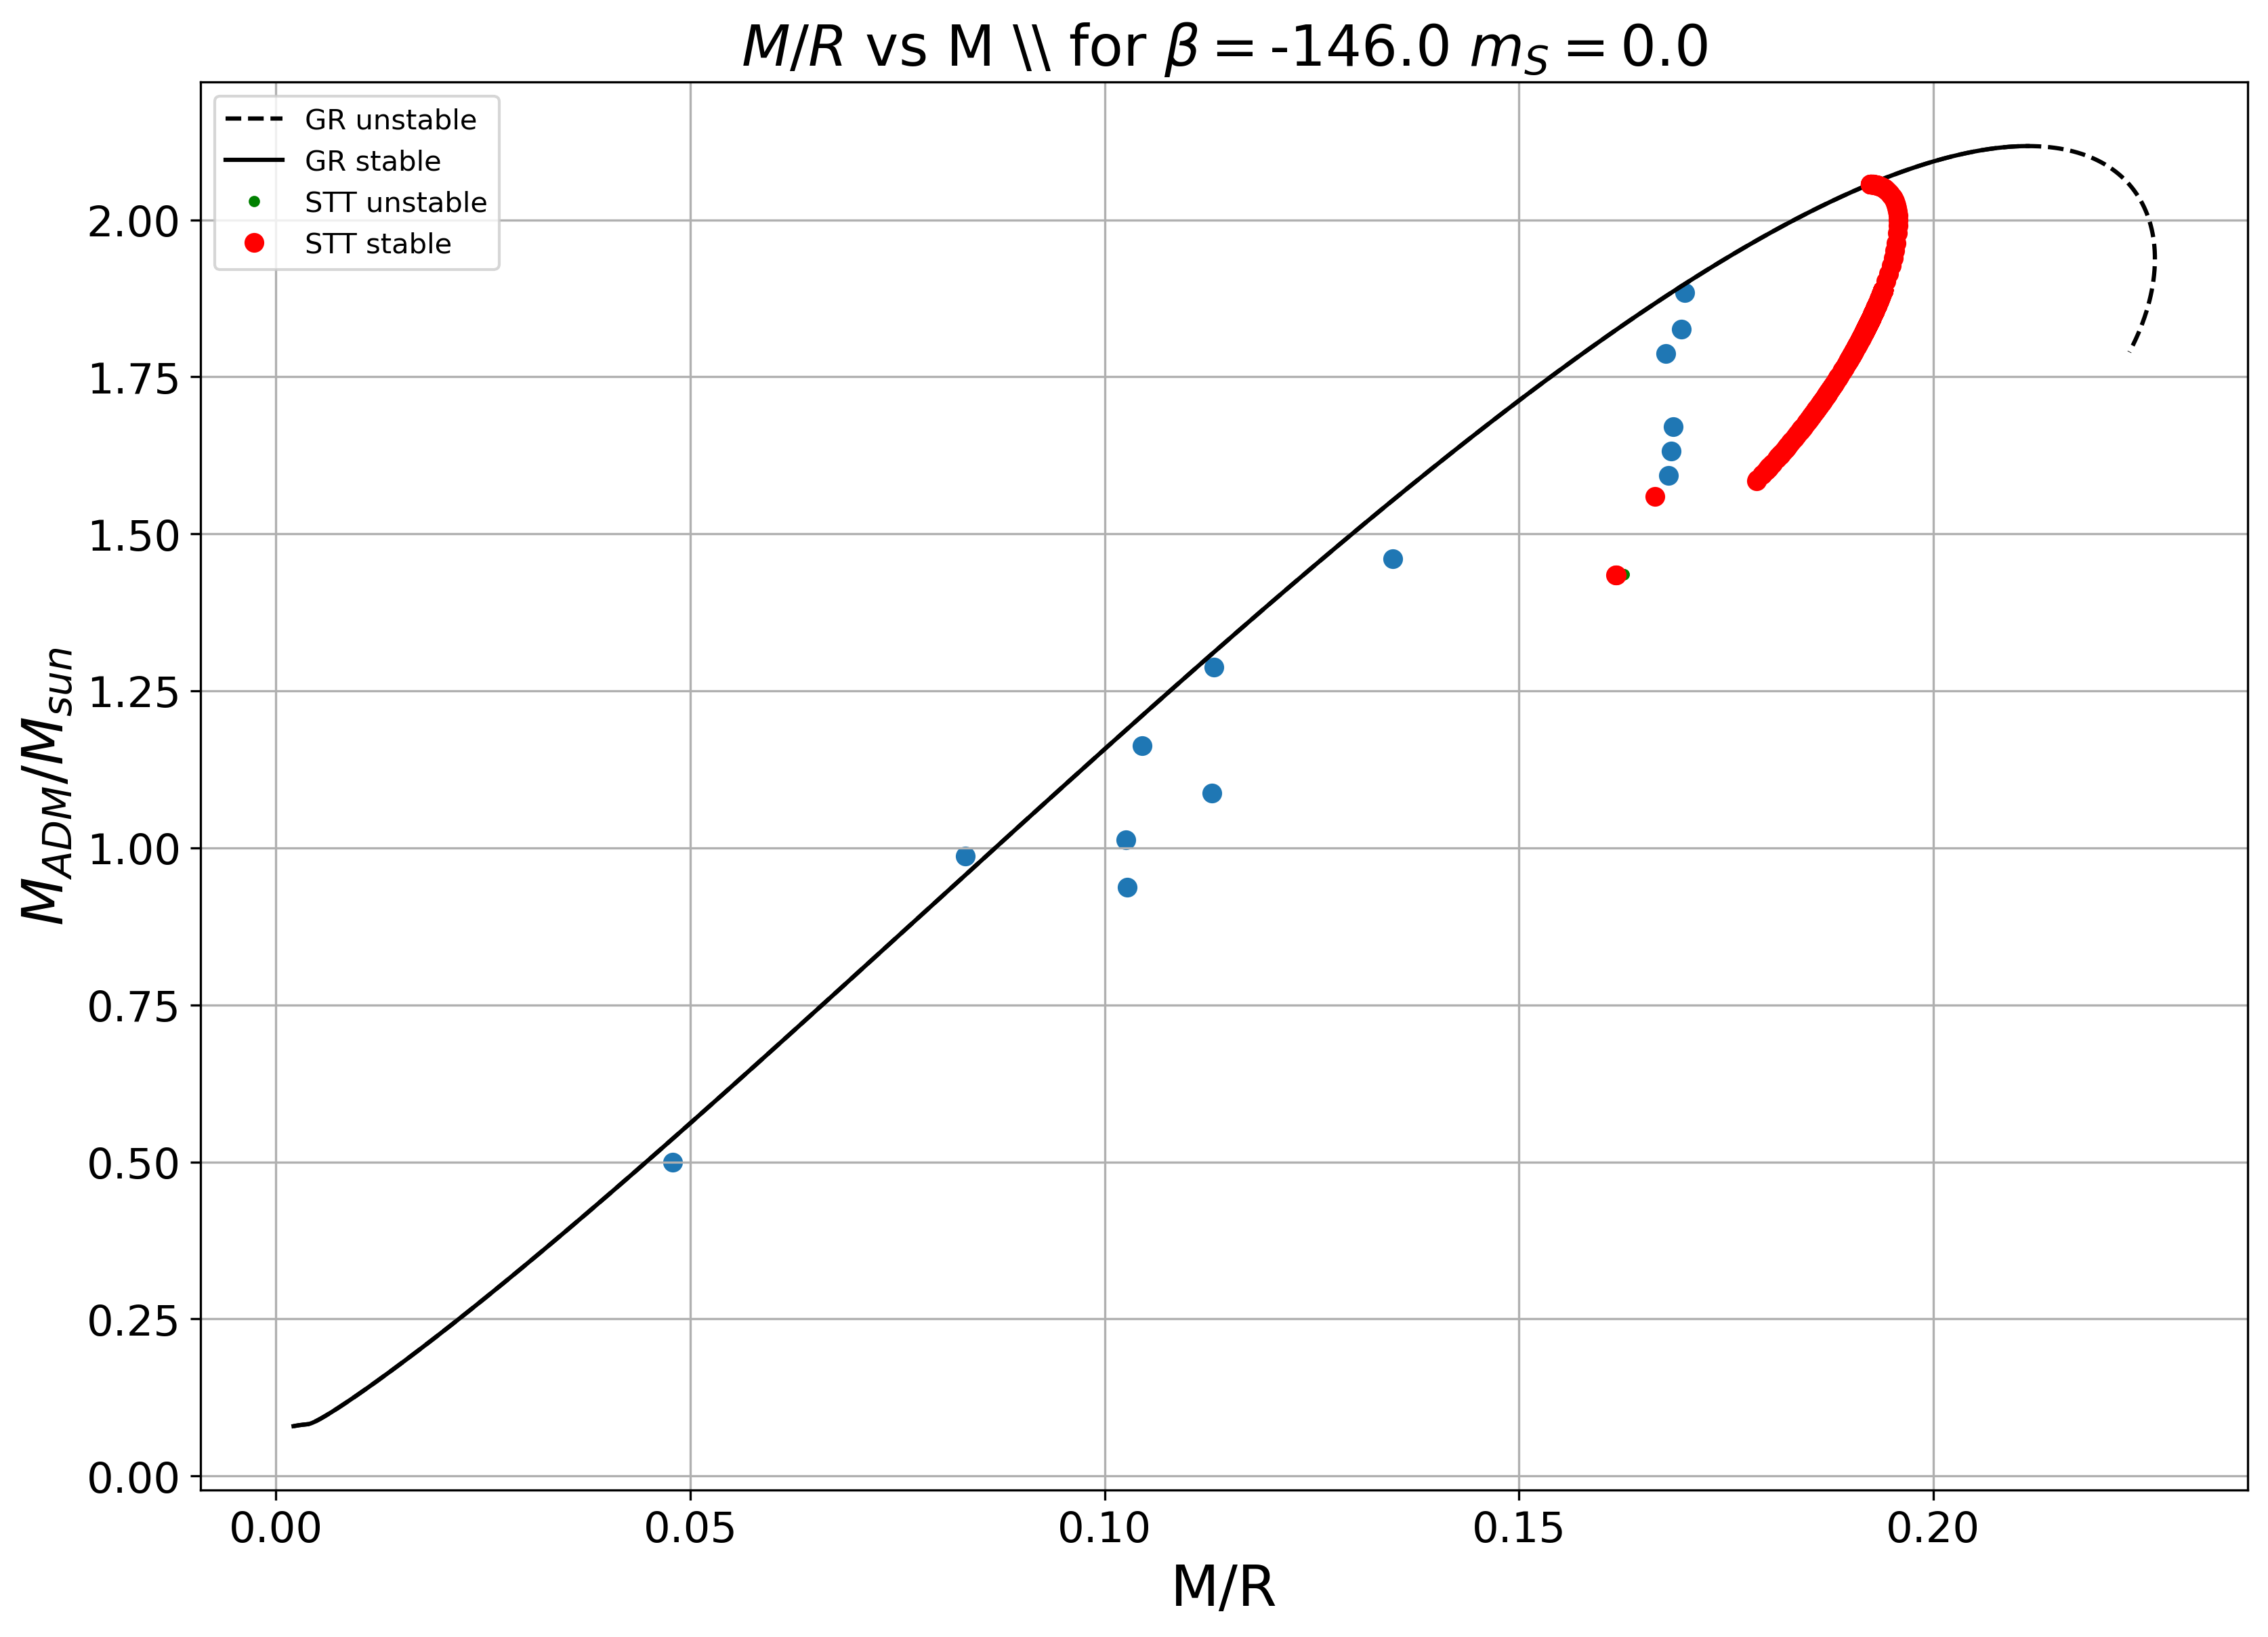 M/R vs M \\ for β = -146.0 m_S = 0.0
GR unstable
GR stable
STT unstable
STT stable
2.00
1.75
1.50
1.25
1.00
0.75
0.50
0.25
0.00
M_ADM/M_sun
0.00 0.05 0.10 0.15 0.20
M/R